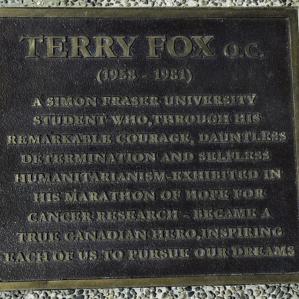 TERRY FOX O.C.
(1958 - 1981)
A SIMON FRASER UNIVERSITY
STUDENT WHO, THROUGH HIS
REMARKABLE COURAGE, DAUNTLESS
DETERMINATION AND SELFLESS
HUMANITARIANISM-EXHIBITED IN
HIS MARATHON OF HOPE FOR
CANCER RESEARCH - BECAME A
TRUE CANADIAN HERO, INSPIRING
EACH OF US TO PURSUE OUR DREAMS